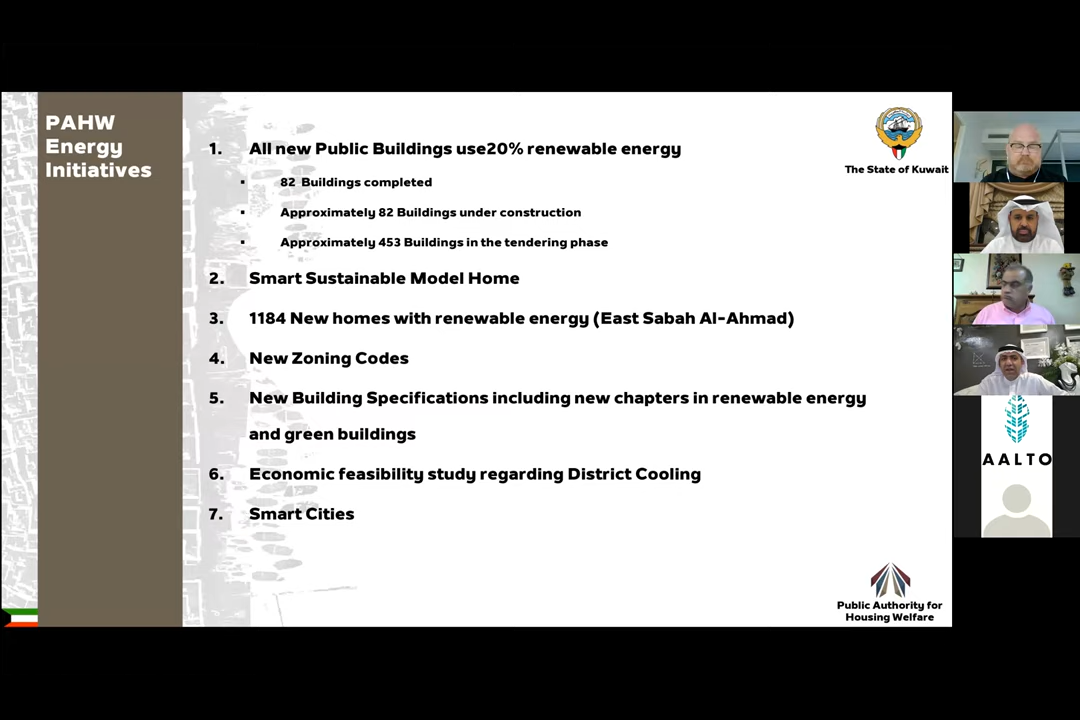 PAHW
Energy
Initiatives
1. All new Public Buildings use20% renewable energy
▪ 82 Buildings completed
▪ Approximately 82 Buildings under construction
▪ Approximately 453 Buildings in the tendering phase
2. Smart Sustainable Model Home
3. 1184 New homes with renewable energy (East Sabah Al-Ahmad)
4. New Zoning Codes
5. New Building Specifications including new chapters in renewable energy
and green buildings
6. Economic feasibility study regarding District Cooling
7. Smart Cities
The State of Kuwait
Public Authority for
Housing Welfare
AALTO